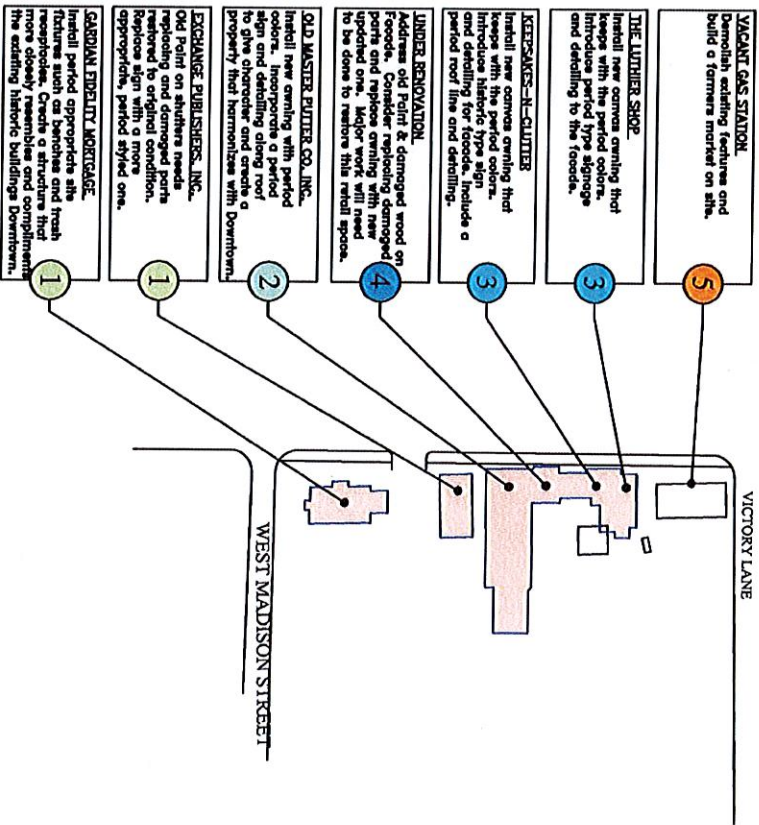 VACANT GAS STATION
Demolish existing features and
build a farmers market on site.
5
THE LUTHIER SHOP
Install new canvas awning that
keeps with the period colors.
Introduce period type signage
and detailing to the facade.
3
KEEPSAKES-N-CLUTTER
Install new canvas awning that
keeps with the period colors.
Introduce historic type sign
and detailing for facade. Include a
period roof line and detailing.
3
UNDER RENOVATION
Address old Paint & damaged wood on
Facade. Consider replacing damaged
parts and replace awning with new
updated one. Major work will need
to be done to restore this retail space.
4
OLD MASTER PUTTER CO. INC.
Install new awning with period
colors. Incorporate a period
sign and detailing along roof
to give character and create a
property that harmonizes with Downtown.
2
EXCHANGE PUBLISHERS, INC.
Old Paint on shutters needs
replacing and damaged parts
restored to original condition.
Replace sign with a more
appropriate, period styled one.
1
GARDIAN FIDELITY MORTGAGE
Install period appropriate site
fixtures such as benches and trash
receptacles. Create a structure that
more closely resembles and compliments
the existing historic buildings Downtown.
1
VICTORY LANE
WEST MADISON STREET